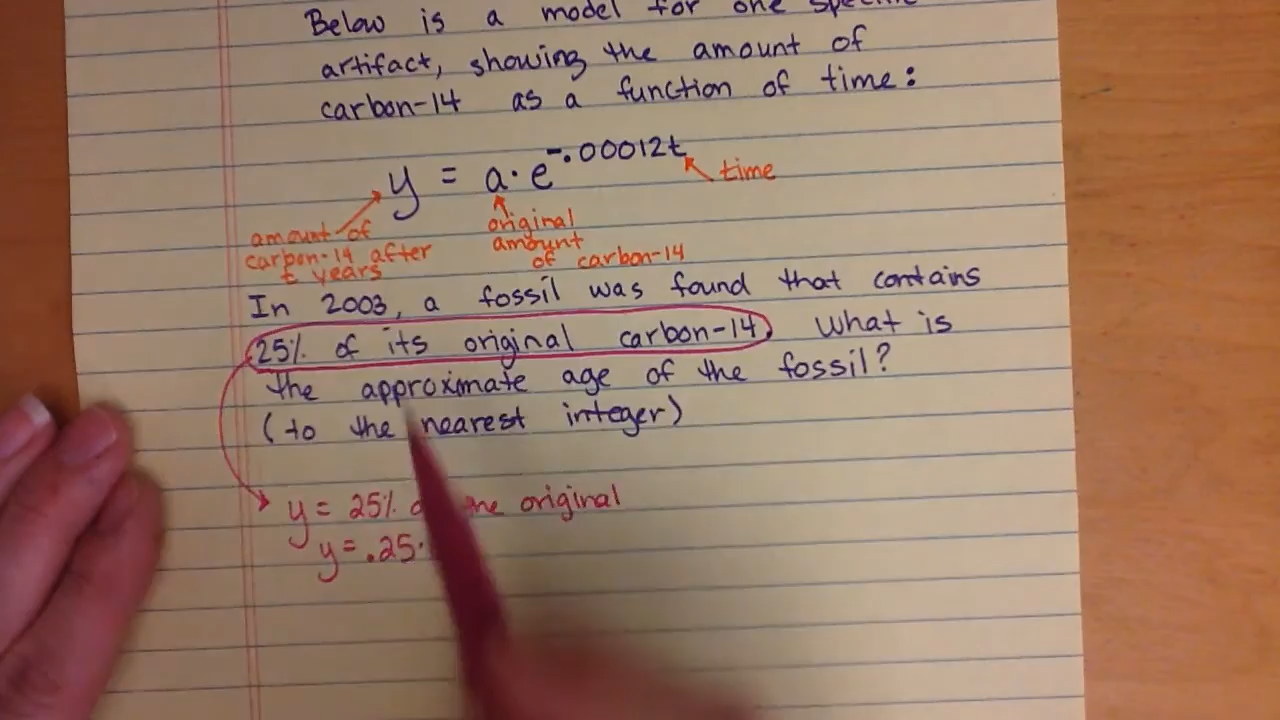 Below is a model for one specific
artifact, showing the amount of
carbon-14 as a function of time:
y = a·e^-.00012t
time
amount of
carbon-14 after
t years
original
amount
of carbon-14
In 2003, a fossil was found that contains
25% of its original carbon-14. What is
the approximate age of the fossil?
(to the nearest integer)
y = 25% original
y = .25·